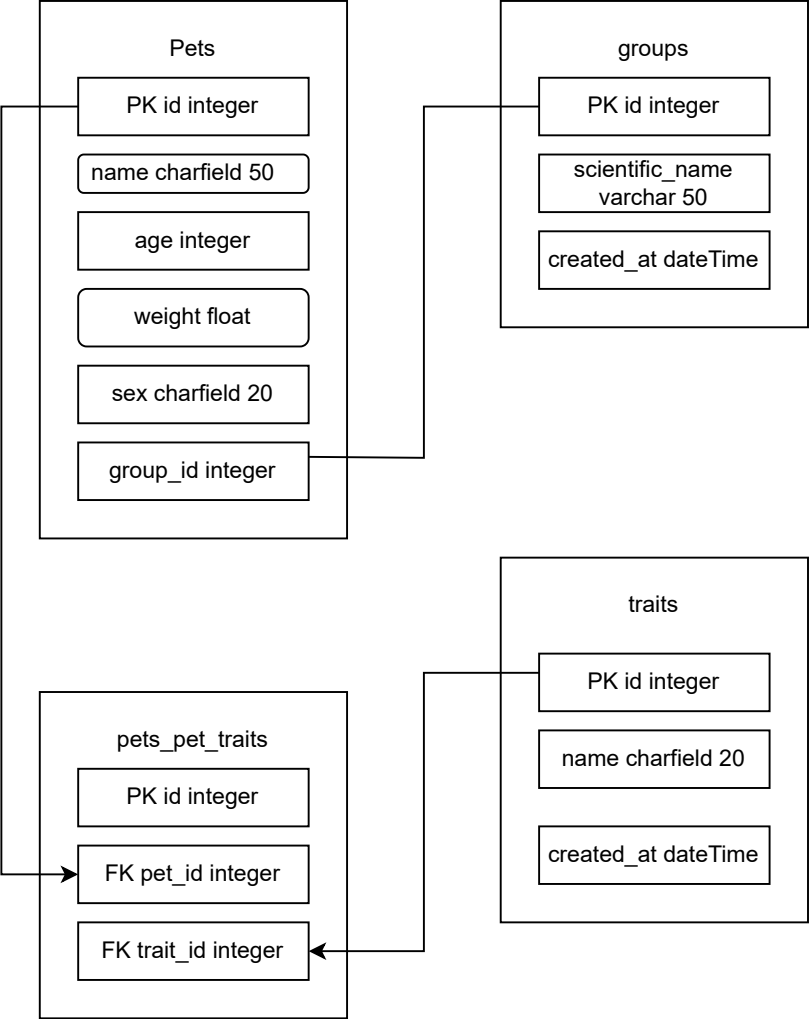 Pets
PK id integer
name charfield 50
age integer
weight float
sex charfield 20
group_id integer
groups
PK id integer
scientific_name
varchar 50
created_at dateTime
traits
PK id integer
name charfield 20
created_at dateTime
pets_pet_traits
PK id integer
FK pet_id integer
FK trait_id integer